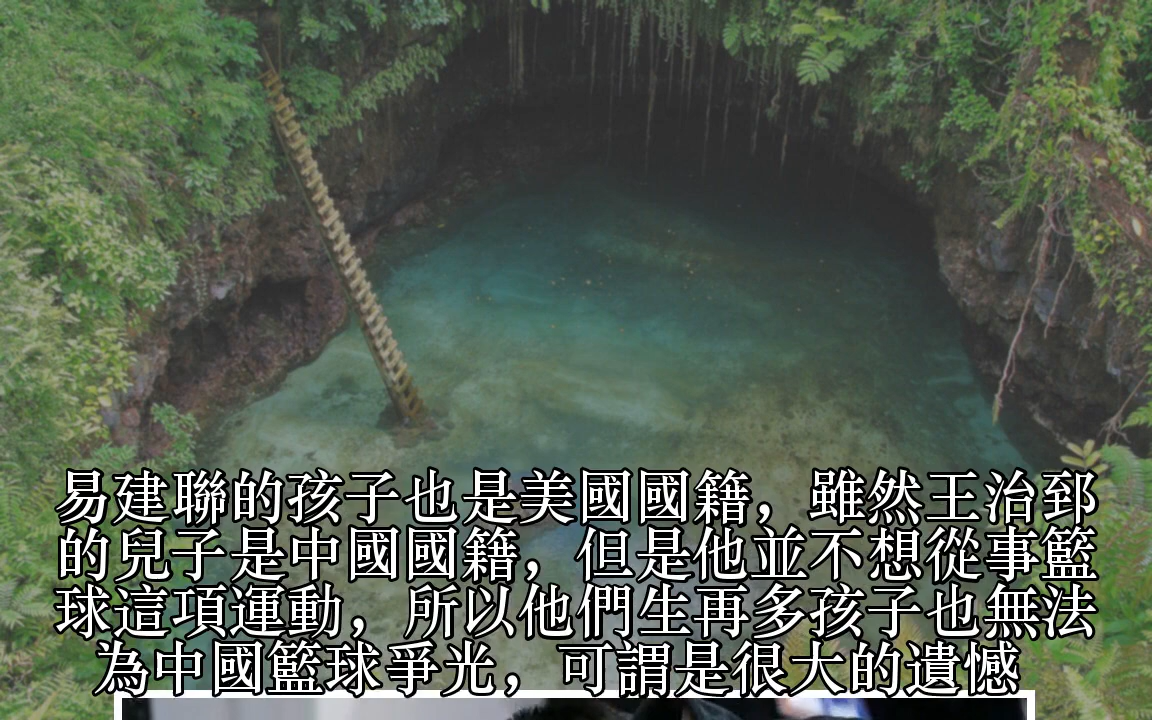 易建聯的孩子也是美國國籍，雖然王治郅
的兒子是中國國籍，但是他並不想從事籃
球這項運動，所以他們生再多孩子也無法
為中國籃球爭光，可謂是很大的遺憾